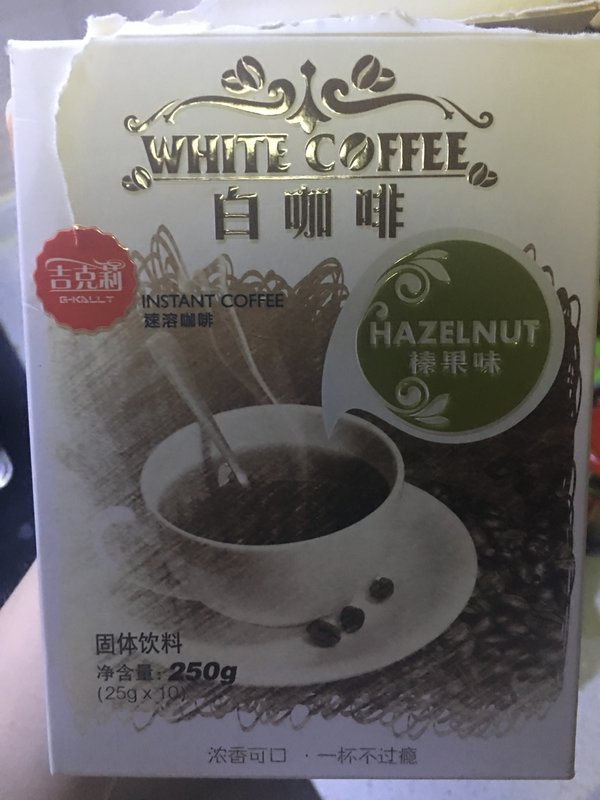 WHITE COFFEE
白咖啡
吉克莉
G-KALLT
INSTANT COFFEE
速溶咖啡
HAZELNUT
榛果味
固体饮料
净含量：250g
(25g x 10)
浓香可口 · 一杯不过瘾